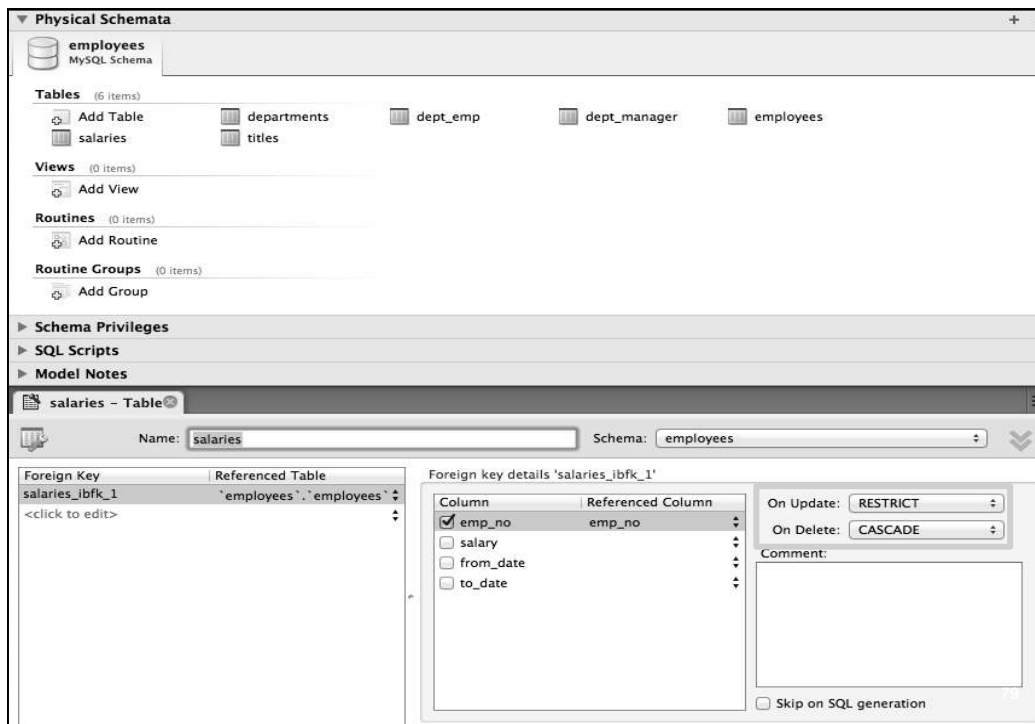 Physical Schemata +
employees
MySQL Schema
Tables (6 items)
Add Table departments dept_emp dept_manager employees
salaries titles
Views (0 items)
Add View
Routines (0 items)
Add Routine
Routine Groups (0 items)
Add Group
Schema Privileges
SQL Scripts
Model Notes
salaries – Table
Name: salaries Schema: employees
Foreign Key Referenced Table
salaries_ibfk_1 `employees`.`employees`
<click to edit>
Foreign key details 'salaries_ibfk_1'
Column Referenced Column
emp_no emp_no
salary
from_date
to_date
On Update: RESTRICT
On Delete: CASCADE
Comment:
79
Skip on SQL generation